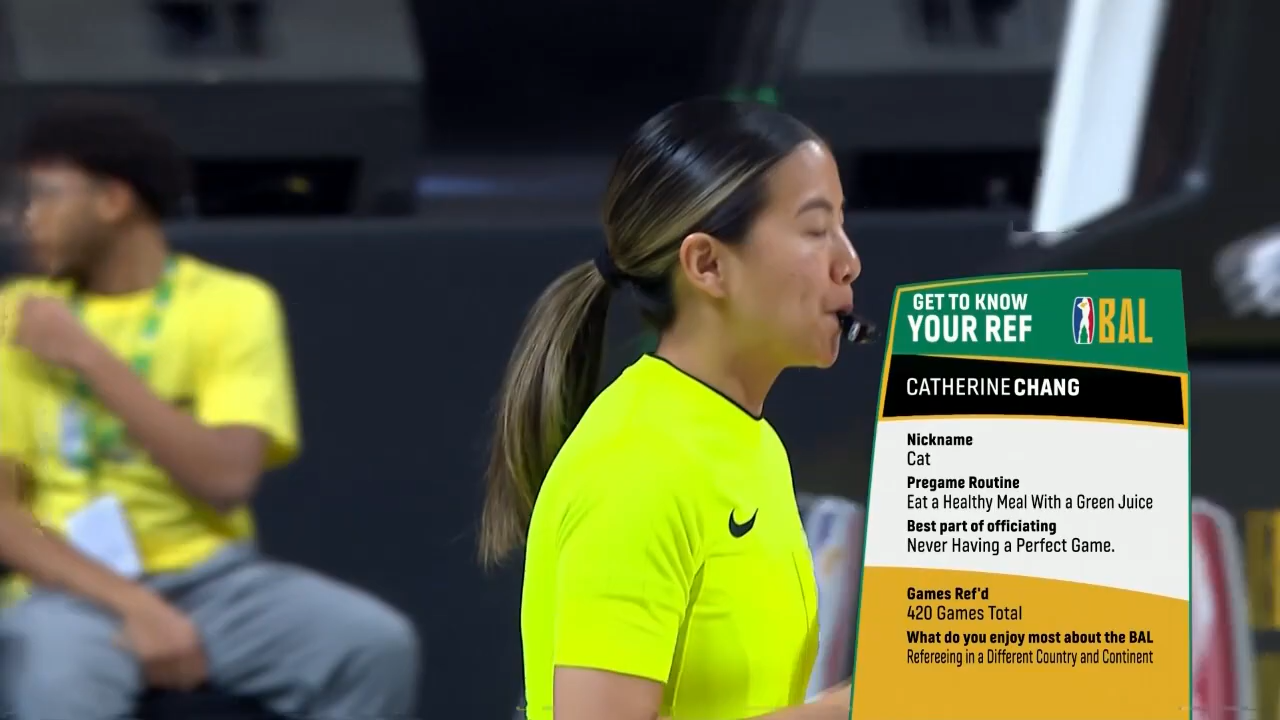 GET TO KNOW
YOUR REF
BAL
CATHERINE CHANG
Nickname
Cat
Pregame Routine
Eat a Healthy Meal With a Green Juice
Best part of officiating
Never Having a Perfect Game.
Games Ref'd
420 Games Total
What do you enjoy most about the BAL
Refereeing in a Different Country and Continent